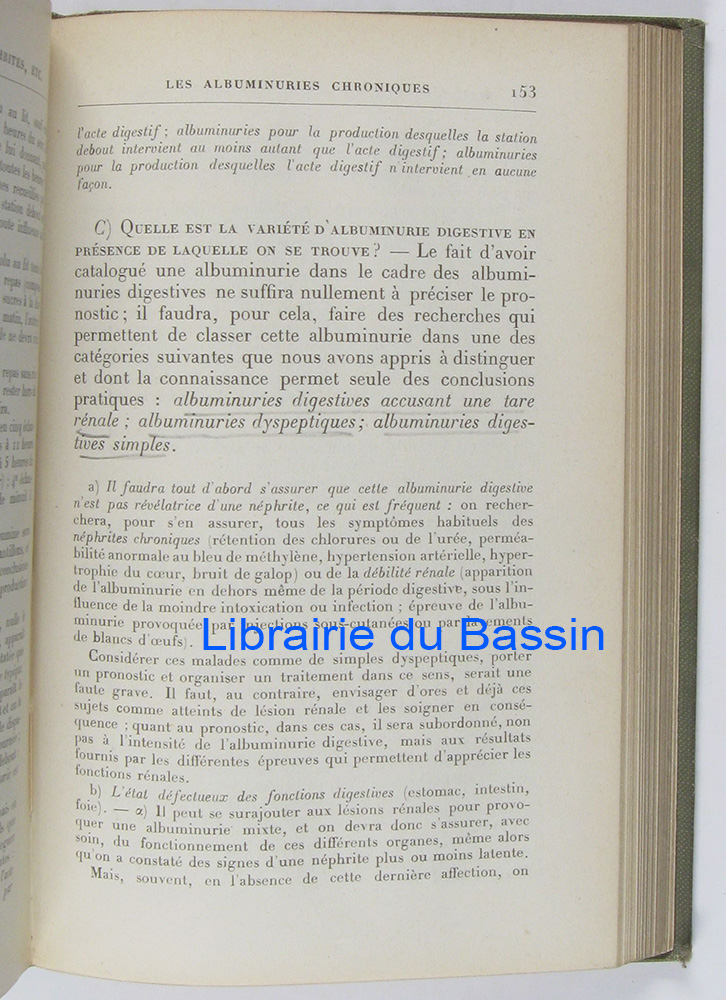 LES ALBUMINURIES CHRONIQUES 153
l'acte digestif ; albuminuries pour la production desquelles la station
debout intervient au moins autant que l'acte digestif ; albuminuries
pour la production desquelles l'acte digestif n'intervient en aucune
façon.
C) QUELLE EST LA VARIÉTÉ D'ALBUMINURIE DIGESTIVE EN
PRÉSENCE DE LAQUELLE ON SE TROUVE ? — Le fait d'avoir
catalogué une albuminurie dans le cadre des albumi-
nuries digestives ne suffira nullement à préciser le pro-
nostic ; il faudra, pour cela, faire des recherches qui
permettent de classer cette albuminurie dans une des
catégories suivantes que nous avons appris à distinguer
et dont la connaissance permet seule des conclusions
pratiques : albuminuries digestives accusant une tare
rénale ; albuminuries dyspeptiques ; albuminuries diges-
tives simples.
a) Il faudra tout d'abord s'assurer que cette albuminurie digestive
n'est pas révélatrice d'une néphrite, ce qui est fréquent : on recher-
chera, pour s'en assurer, tous les symptômes habituels des
néphrites chroniques (rétention des chlorures ou de l'urée, perméa-
bilité anormale au bleu de méthylène, hypertension artérielle, hyper-
trophie du cœur, bruit de galop) ou de la débilité rénale (apparition
de l'albuminurie en dehors même de la période digestive, sous l'in-
fluence de la moindre intoxication ou infection ; épreuve de l'albu-
minurie provoquée par injections sous-cutanées ou par lavements
de blancs d'œufs).
Librairie du Bassin
Considérer ces malades comme de simples dyspeptiques, porter
un pronostic et organiser un traitement dans ce sens, serait une
faute grave. Il faut, au contraire, envisager d'ores et déjà ces
sujets comme atteints de lésion rénale et les soigner en consé-
quence ; quant au pronostic, dans ces cas, il sera subordonné, non
pas à l'intensité de l'albuminurie digestive, mais aux résultats
fournis par les différentes épreuves qui permettent d'apprécier les
fonctions rénales.
b) L'état défectueux des fonctions digestives (estomac, intestin,
foie). — α) Il peut se surajouter aux lésions rénales pour provo-
quer une albuminurie mixte, et on devra donc s'assurer, avec
soin, du fonctionnement de ces différents organes, même alors
qu'on a constaté des signes d'une néphrite plus ou moins latente.
Mais, souvent, en l'absence de cette dernière affection, on